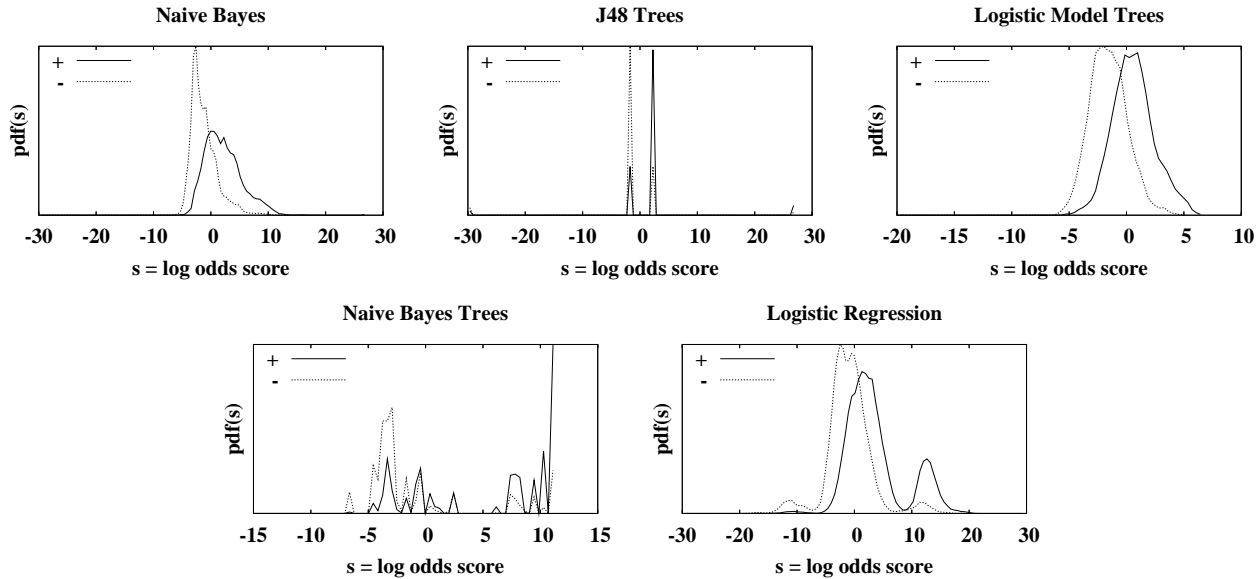 Naive Bayes
+
-
pdf(s)
-30 -20 -10 0 10 20 30
s = log odds score
J48 Trees
+
-
pdf(s)
-30 -20 -10 0 10 20 30
s = log odds score
Logistic Model Trees
+
-
pdf(s)
-20 -15 -10 -5 0 5 10
s = log odds score
Naive Bayes Trees
+
-
pdf(s)
-15 -10 -5 0 5 10 15
s = log odds score
Logistic Regression
+
-
pdf(s)
-30 -20 -10 0 10 20 30
s = log odds score